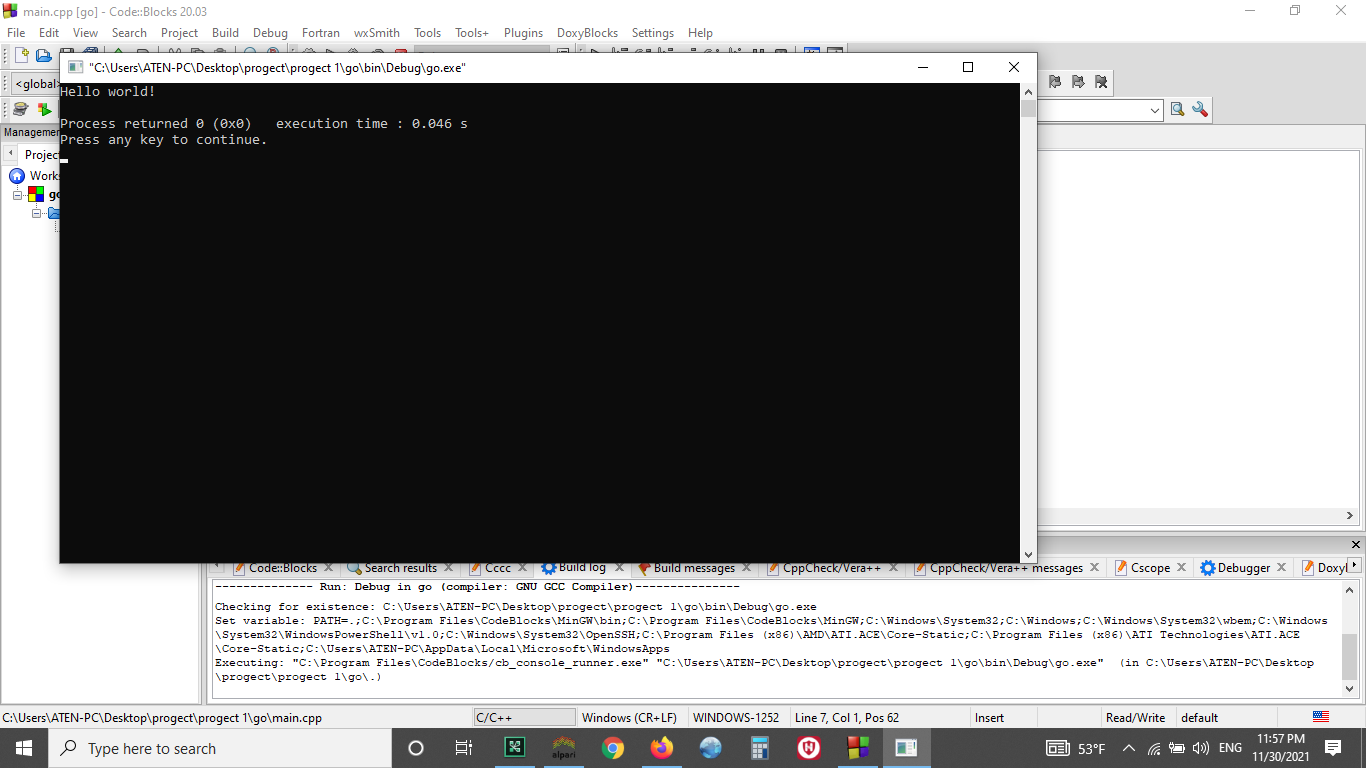 main.cpp [go] - Code::Blocks 20.03
File Edit View Search Project Build Debug Fortran wxSmith Tools Tools+ Plugins DoxyBlocks Settings Help
"C:\Users\ATEN-PC\Desktop\progect\progect 1\go\bin\Debug\go.exe"
<global>
Hello world!
Process returned 0 (0x0)   execution time : 0.046 s
Press any key to continue.
-------------- Run: Debug in go (compiler: GNU GCC Compiler)---------------
Code::Blocks Search results Cccc Build log Build messages CppCheck/Vera++ CppCheck/Vera++ messages Cscope Debugger
Checking for existence: C:\Users\ATEN-PC\Desktop\progect\progect 1\go\bin\Debug\go.exe
Set variable: PATH=.;C:\Program Files\CodeBlocks\MinGW\bin;C:\Program Files\CodeBlocks\MinGW;C:\Windows\System32;C:\Windows;C:\Windows\System32\wbem;C:\Windows
\System32\WindowsPowerShell\v1.0;C:\Windows\System32\OpenSSH;C:\Program Files (x86)\AMD\ATI.ACE\Core-Static;C:\Program Files (x86)\ATI Technologies\ATI.ACE
\Core-Static;C:\Users\ATEN-PC\AppData\Local\Microsoft\WindowsApps
Executing: "C:\Program Files\CodeBlocks/cb_console_runner.exe" "C:\Users\ATEN-PC\Desktop\progect\progect 1\go\bin\Debug\go.exe"  (in C:\Users\ATEN-PC\Desktop
\progect\progect 1\go\.)
C:\Users\ATEN-PC\Desktop\progect\progect 1\go\main.cpp C/C++ Windows (CR+LF) WINDOWS-1252 Line 7, Col 1, Pos 62 Insert Read/Write default
Type here to search alpari 53°F ENG 11:57 PM
11/30/2021